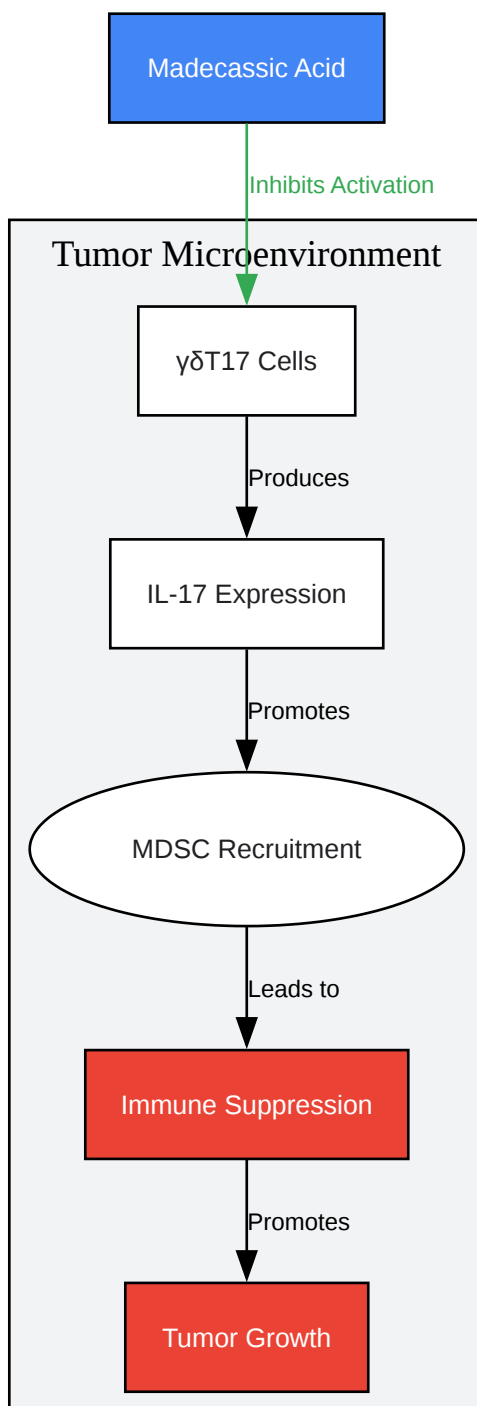 Madecassic Acid
Inhibits Activation
Tumor Microenvironment
γδT17 Cells
Produces
IL-17 Expression
Promotes
MDSC Recruitment
Leads to
Immune Suppression
Promotes
Tumor Growth